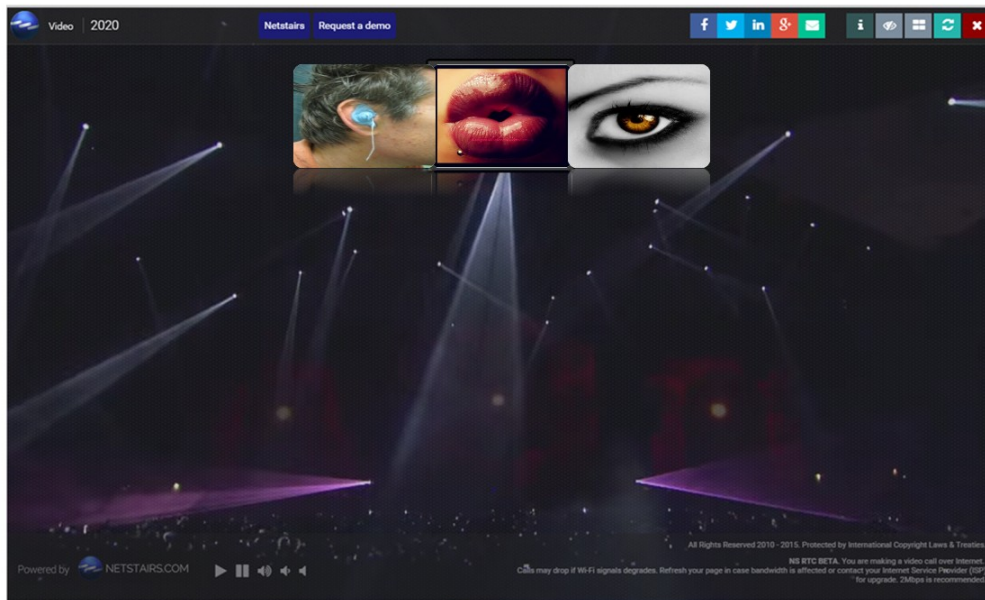 Video 2020
Netstairs Request a demo
f in g+ i
All Rights Reserved 2010 - 2015. Protected by International Copyright Laws & Treaties
NS RTC BETA. You are making a video call over Internet.
Calls may drop if Wi-Fi signals degrades. Refresh your page in case bandwidth is affected or contact your Internet Service Provider (ISP)
for upgrade. 2Mbps is recommended
Powered by NETSTAIRS.COM